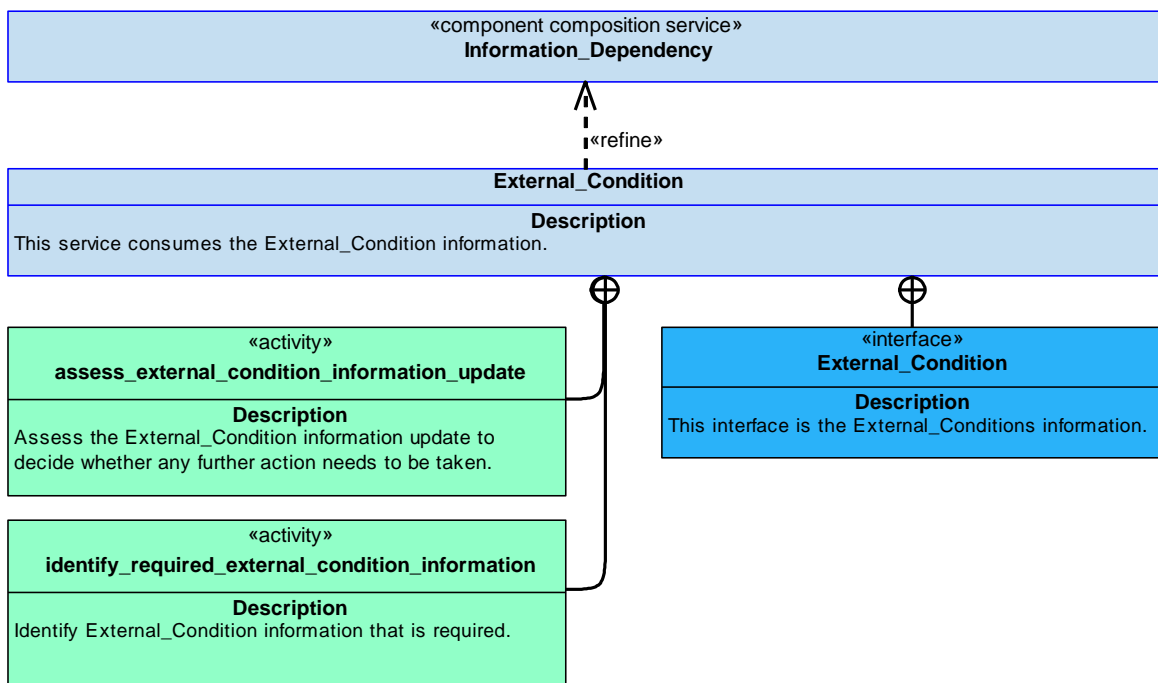 «component composition service»
Information_Dependency
«refine»
External_Condition
Description
This service consumes the External_Condition information.
«activity»
assess_external_condition_information_update
Description
Assess the External_Condition information update to
decide whether any further action needs to be taken.
«interface»
External_Condition
Description
This interface is the External_Conditions information.
«activity»
identify_required_external_condition_information
Description
Identify External_Condition information that is required.